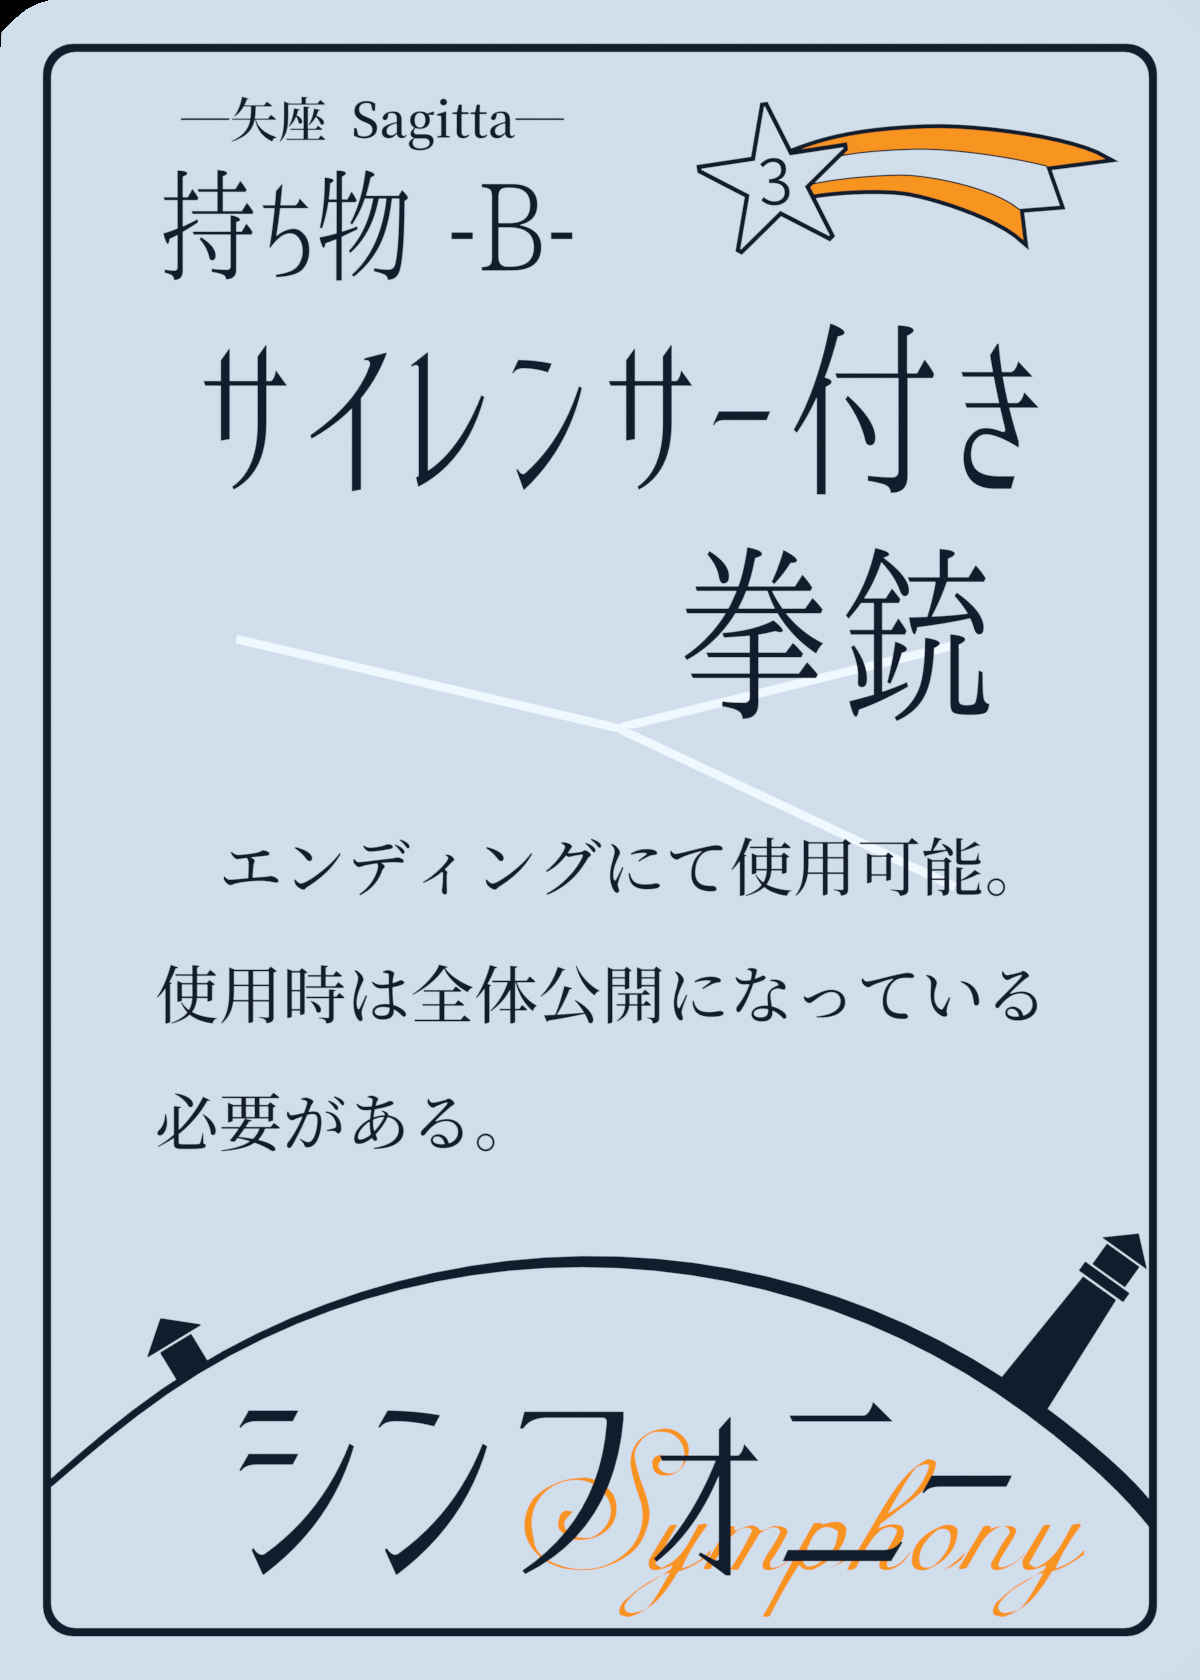 ―矢座 Sagitta―
持ち物 -B-
3
サイレンサー付き
拳銃
エンディングにて使用可能。
使用時は全体公開になっている
必要がある。
シンフォニー
Symphony